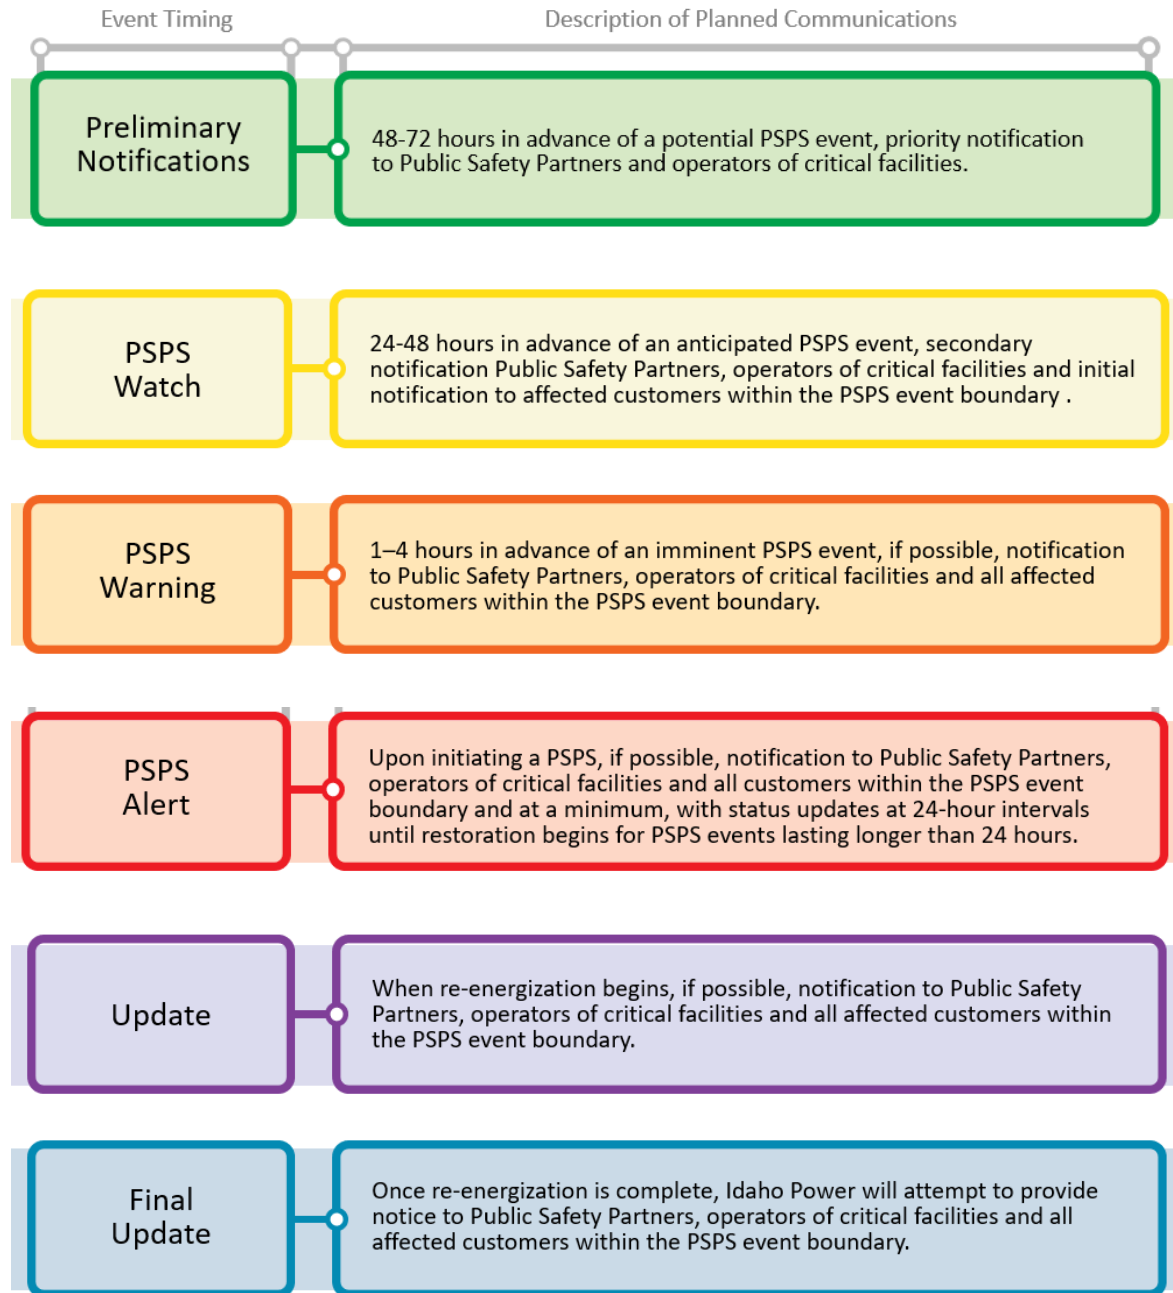 Event Timing
Description of Planned Communications
Preliminary
Notifications
48-72 hours in advance of a potential PSPS event, priority notification
to Public Safety Partners and operators of critical facilities.
PSPS
Watch
24-48 hours in advance of an anticipated PSPS event, secondary
notification Public Safety Partners, operators of critical facilities and initial
notification to affected customers within the PSPS event boundary .
PSPS
Warning
1–4 hours in advance of an imminent PSPS event, if possible, notification
to Public Safety Partners, operators of critical facilities and all affected
customers within the PSPS event boundary.
PSPS
Alert
Upon initiating a PSPS, if possible, notification to Public Safety Partners,
operators of critical facilities and all customers within the PSPS event
boundary and at a minimum, with status updates at 24-hour intervals
until restoration begins for PSPS events lasting longer than 24 hours.
Update
When re-energization begins, if possible, notification to Public Safety
Partners, operators of critical facilities and all affected customers within
the PSPS event boundary.
Final
Update
Once re-energization is complete, Idaho Power will attempt to provide
notice to Public Safety Partners, operators of critical facilities and all
affected customers within the PSPS event boundary.